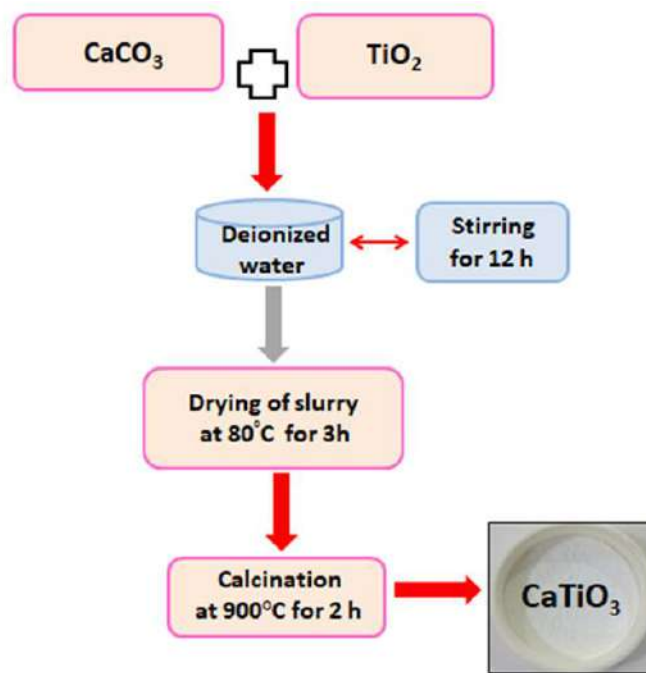 CaCO₃
TiO₂
Deionized
water
Stirring
for 12 h
Drying of slurry
at 80°C for 3h
Calcination
at 900°C for 2 h
CaTiO₃